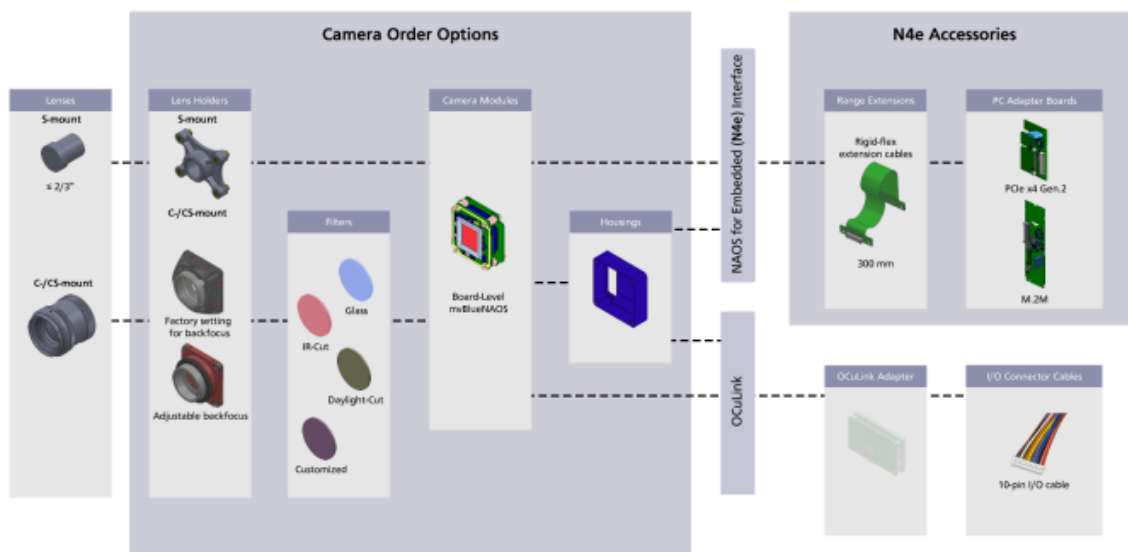 Camera Order Options
N4e Accessories
Lenses
S-mount
≤ 2/3"
C-/CS-mount
Lens Holders
S-mount
C-/CS-mount
Factory setting
for backfocus
Adjustable backfocus
Filters
Glass
IR-Cut
Daylight-Cut
Customized
Camera Modules
Board-Level
mvBlueNAOS
Housings
NAOS for Embedded (N4e) Interface
OCuLink
Range Extensions
Rigid-flex
extension cables
300 mm
PC Adapter Boards
PCIe x4 Gen.2
M.2M
OCuLink Adapter
I/O Connector Cables
10-pin I/O cable